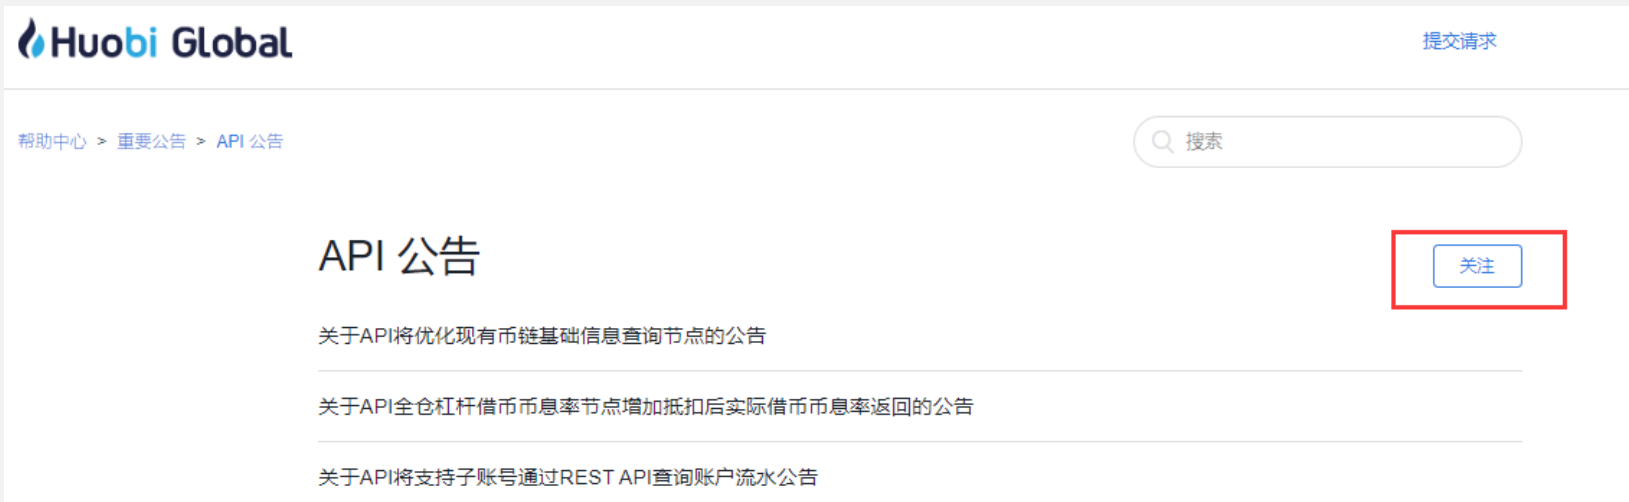 Huobi Global
提交请求
帮助中心 > 重要公告 > API 公告
搜索
API 公告
关注
关于API将优化现有币链基础信息查询节点的公告
关于API全仓杠杆借币币息率节点增加抵扣后实际借币币息率返回的公告
关于API将支持子账号通过REST API查询账户流水公告